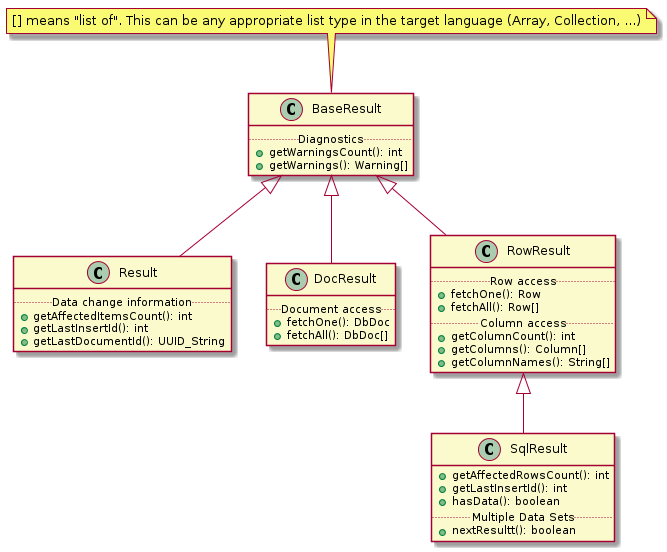 [] means "list of". This can be any appropriate list type in the target language (Array, Collection, ...)
C BaseResult
Diagnostics
getWarningsCount(): int
getWarnings(): Warning[]
C Result
Data change information
getAffectedItemsCount(): int
getLastInsertId(): int
getLastDocumentId(): UUID_String
C DocResult
Document access
fetchOne(): DbDoc
fetchAll(): DbDoc[]
C RowResult
Row access
fetchOne(): Row
fetchAll(): Row[]
Column access
getColumnCount(): int
getColumns(): Column[]
getColumnNames(): String[]
C SqlResult
getAffectedRowsCount(): int
getLastInsertId(): int
hasData(): boolean
Multiple Data Sets
nextResultt(): boolean